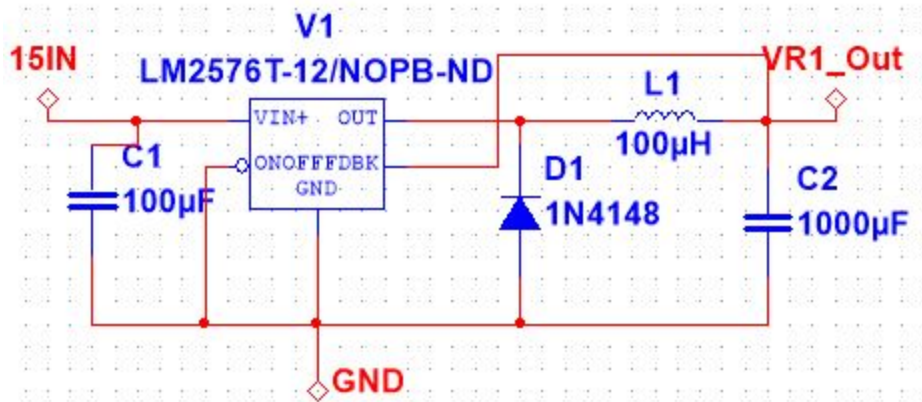 V1
15IN
LM2576T-12/NOPB-ND
VR1_Out
L1
VIN+ OUT
100µH
C1
ONOFFFDBK
D1
C2
100µF
GND
1N4148
1000µF
GND